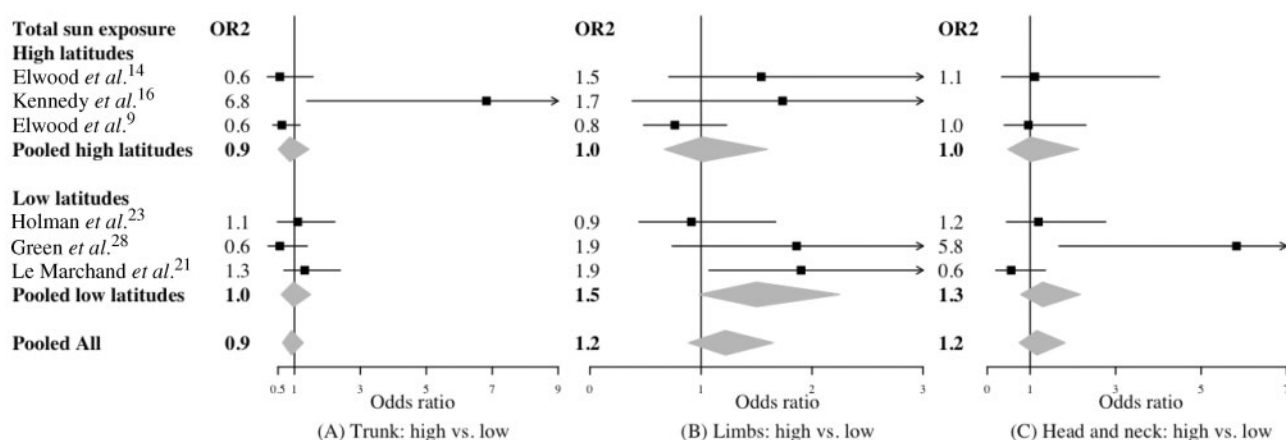 Total sun exposure OR2 OR2 OR2
High latitudes
Elwood et al.14 0.6 1.5 1.1
Kennedy et al.16 6.8 1.7
Elwood et al.9 0.6 0.8 1.0
Pooled high latitudes 0.9 1.0 1.0
Low latitudes
Holman et al.23 1.1 0.9 1.2
Green et al.28 0.6 1.9 5.8
Le Marchand et al.21 1.3 1.9 0.6
Pooled low latitudes 1.0 1.5 1.3
Pooled All 0.9 1.2 1.2
0.5 1 3 5 7 9 0 1 2 3 0 1 3 5 7
Odds ratio Odds ratio Odds ratio
(A) Trunk: high vs. low (B) Limbs: high vs. low (C) Head and neck: high vs. low